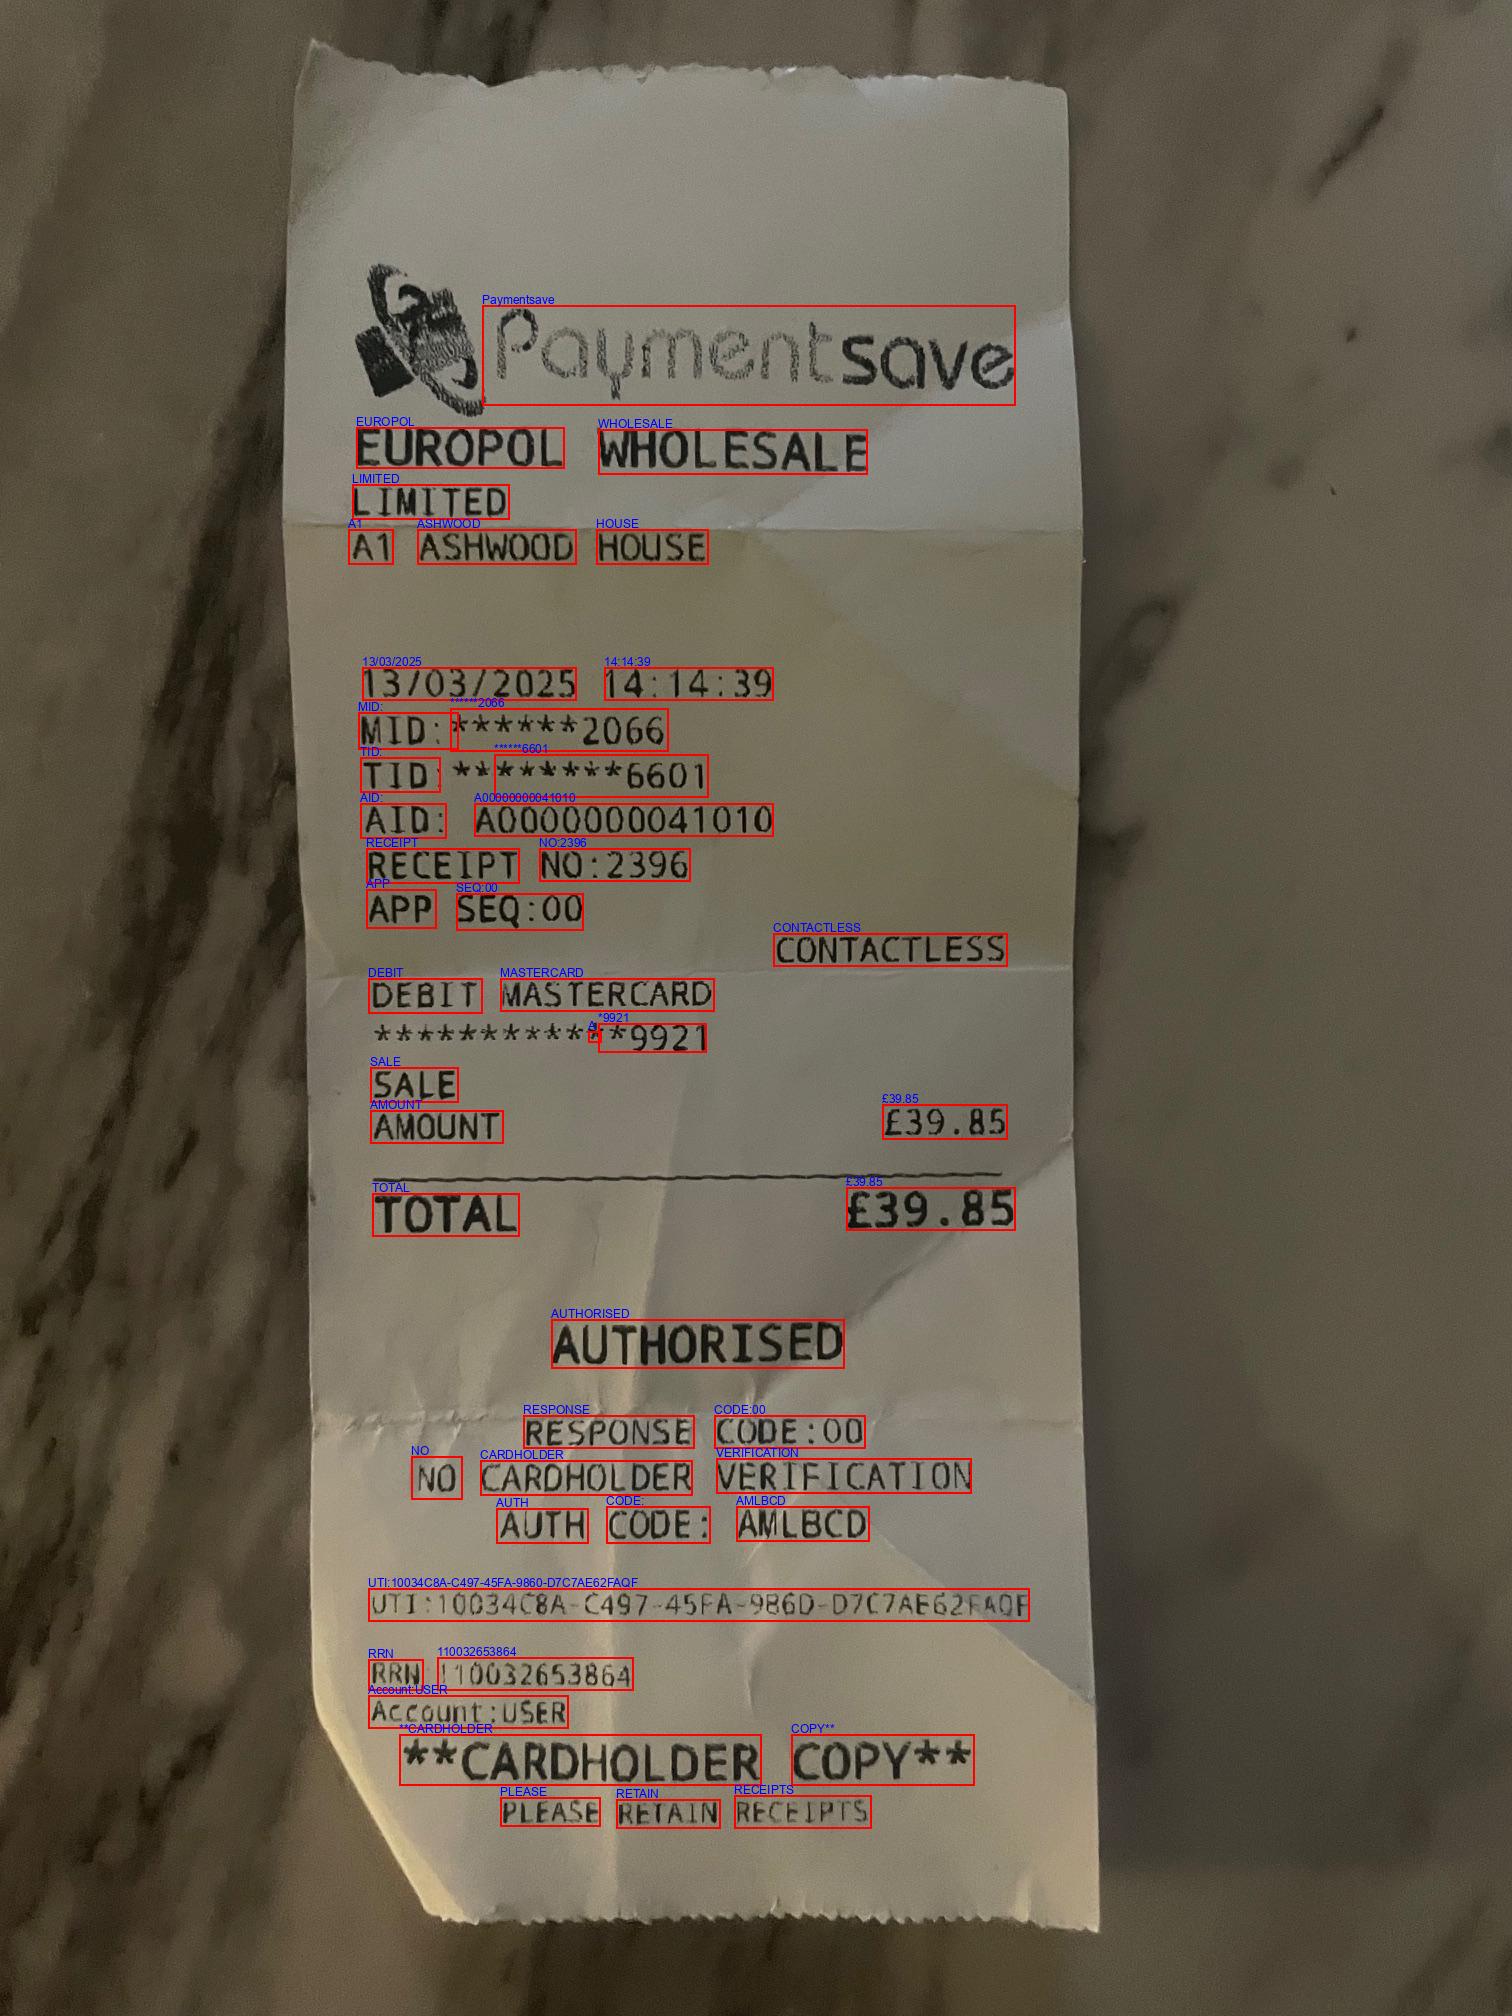 Paymentsave
EUROPOL WHOLESALE
LIMITED
A1 ASHWOOD HOUSE
13/03/2025 14:14:39
MID:******2066
TID:********6601
AID: A0000000041010
RECEIPT NO:2396
APP SEQ:00
CONTACTLESS
DEBIT MASTERCARD
************9921
SALE
AMOUNT £39.85
TOTAL £39.85
AUTHORISED
RESPONSE CODE:00
NO CARDHOLDER VERIFICATION
AUTH CODE: AMLBCD
UTI:10034C8A-C497-45FA-986D-D7C7AE62FAQF
RRN:110032653864
Account:USER
**CARDHOLDER COPY**
PLEASE RETAIN RECEIPTS